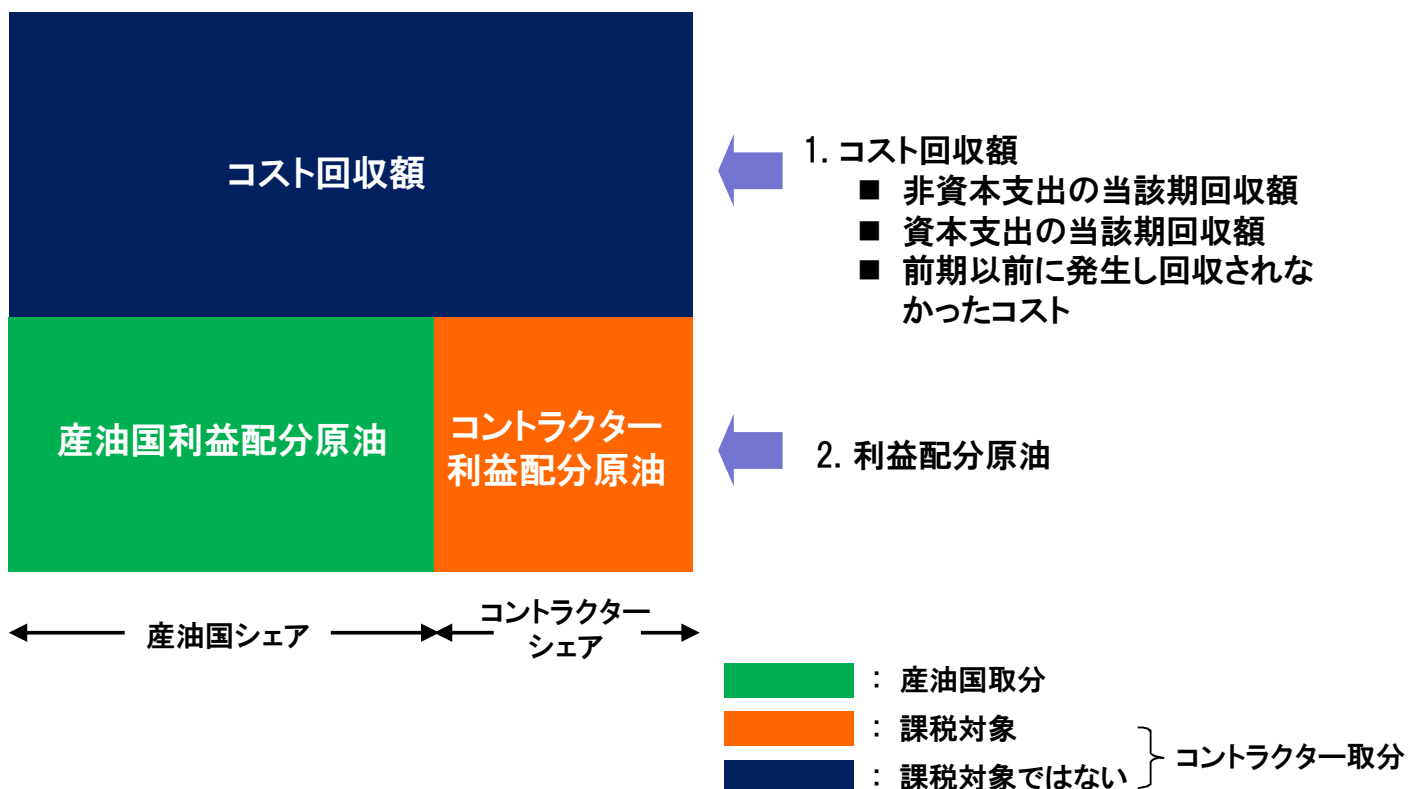 コスト回収額
1. コスト回収額
■ 非資本支出の当該期回収額
■ 資本支出の当該期回収額
■ 前期以前に発生し回収されな
かったコスト
産油国利益配分原油
コントラクター
利益配分原油
2. 利益配分原油
産油国シェア
コントラクター
シェア
: 産油国取分
: 課税対象
: 課税対象ではない
コントラクター取分